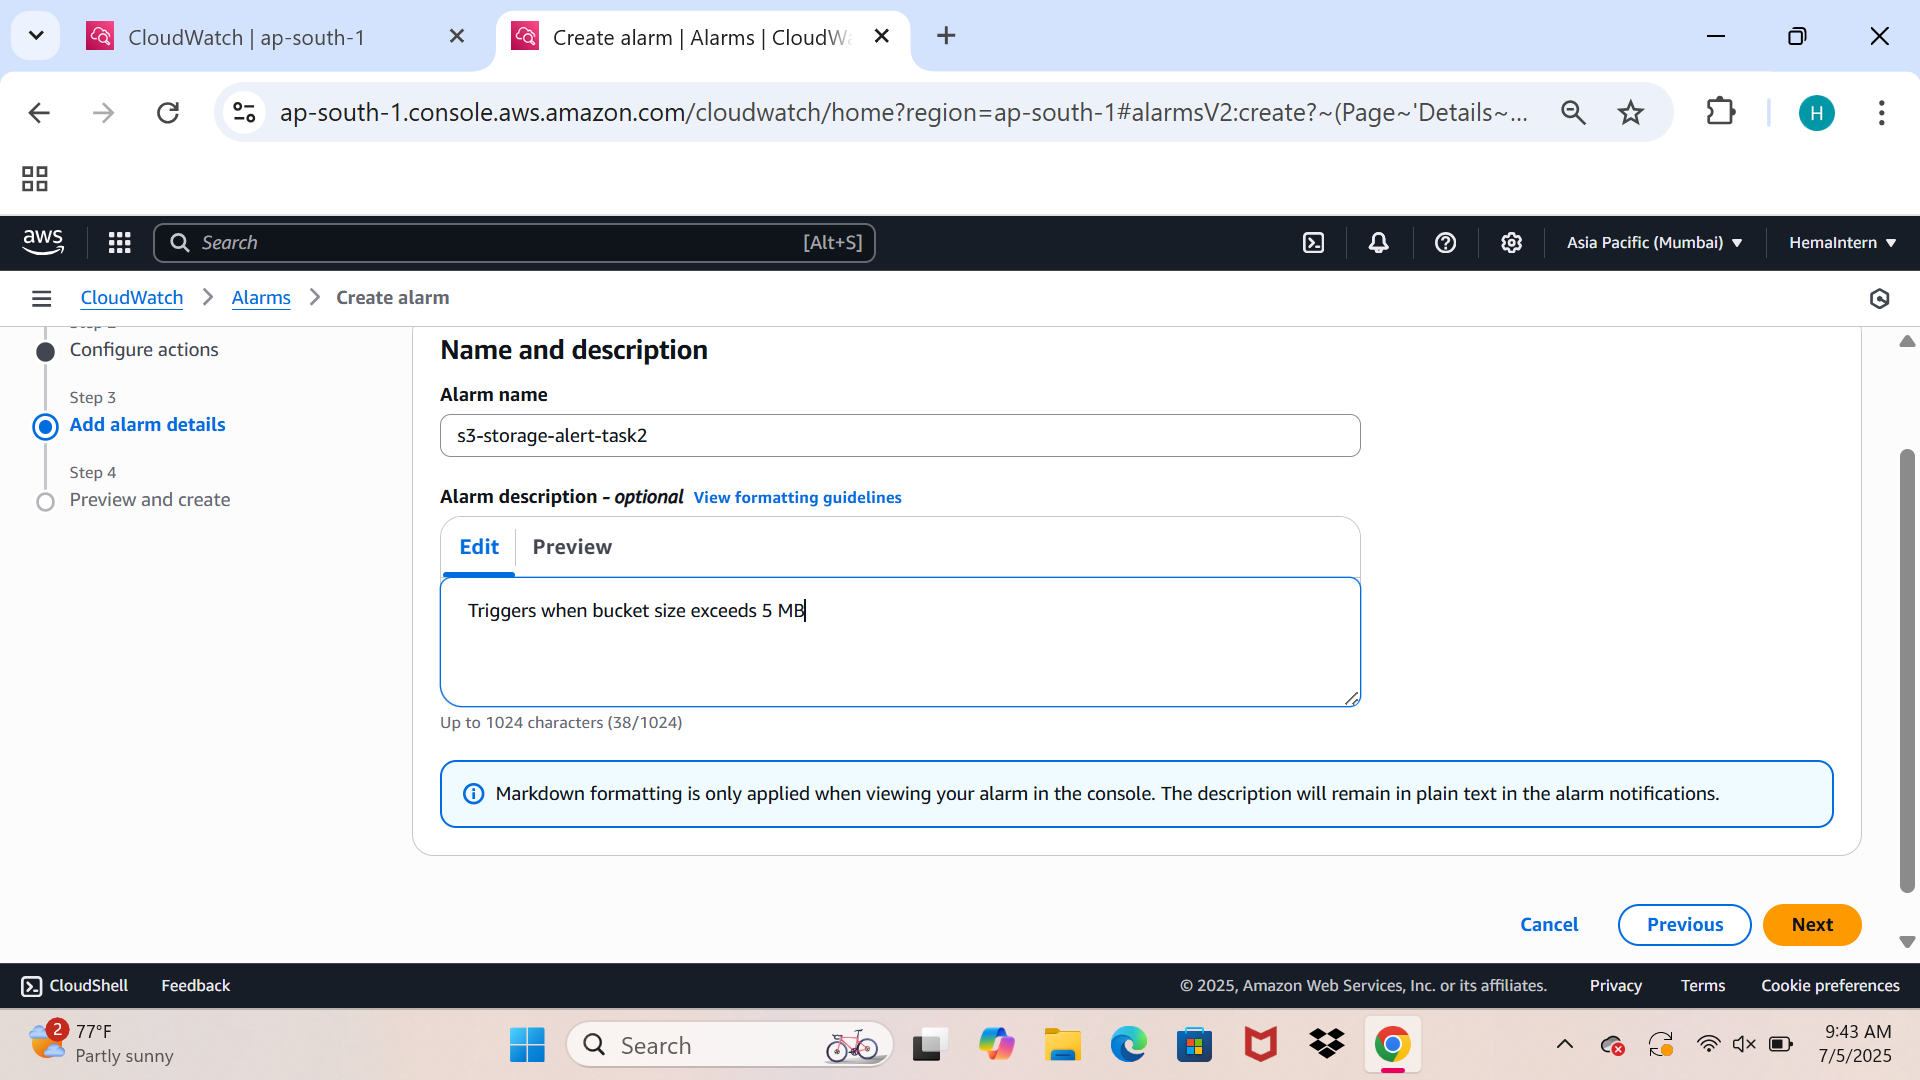 CloudWatch | ap-south-1
Create alarm | Alarms | CloudWa
ap-south-1.console.aws.amazon.com/cloudwatch/home?region=ap-south-1#alarmsV2:create?~(Page~'Details~...
H
aws
Search
[Alt+S]
Asia Pacific (Mumbai)
HemaIntern
CloudWatch
Alarms
Create alarm
Step 2
Configure actions
Step 3
Add alarm details
Step 4
Preview and create
Name and description
Alarm name
s3-storage-alert-task2
Alarm description - optional View formatting guidelines
Edit
Preview
Triggers when bucket size exceeds 5 MB
Up to 1024 characters (38/1024)
Markdown formatting is only applied when viewing your alarm in the console. The description will remain in plain text in the alarm notifications.
Cancel
Previous
Next
CloudShell
Feedback
© 2025, Amazon Web Services, Inc. or its affiliates.
Privacy
Terms
Cookie preferences
2
77°F
Partly sunny
Search
9:43 AM
7/5/2025